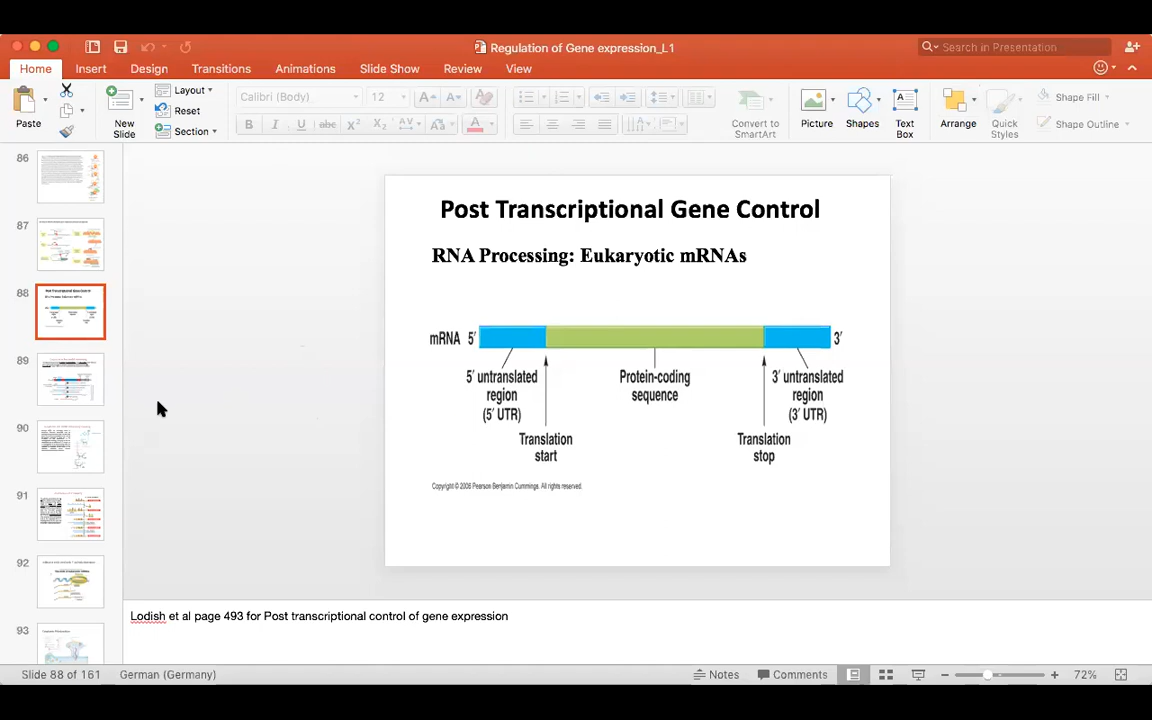 Regulation of Gene expression_L1
Search in Presentation
Home Insert Design Transitions Animations Slide Show Review View
Paste
New
Slide
Layout
Reset
Section
Calibri (Body) 12
B I U abc X² X₂ AV Aa A
Convert to
SmartArt
Picture
Shapes
Text
Box
Arrange
Quick
Styles
Shape Fill
Shape Outline
86
87
88
89
90
91
92
93
Post Transcriptional Gene Control
RNA Processing: Eukaryotic mRNAs
mRNA 5′ 3′
5′ untranslated
region
(5′ UTR)
Protein-coding
sequence
3′ untranslated
region
(3′ UTR)
Translation
start
Translation
stop
Copyright © 2006 Pearson Benjamin Cummings. All rights reserved.
Lodish et al page 493 for Post transcriptional control of gene expression
Slide 88 of 161 German (Germany) Notes Comments 72%